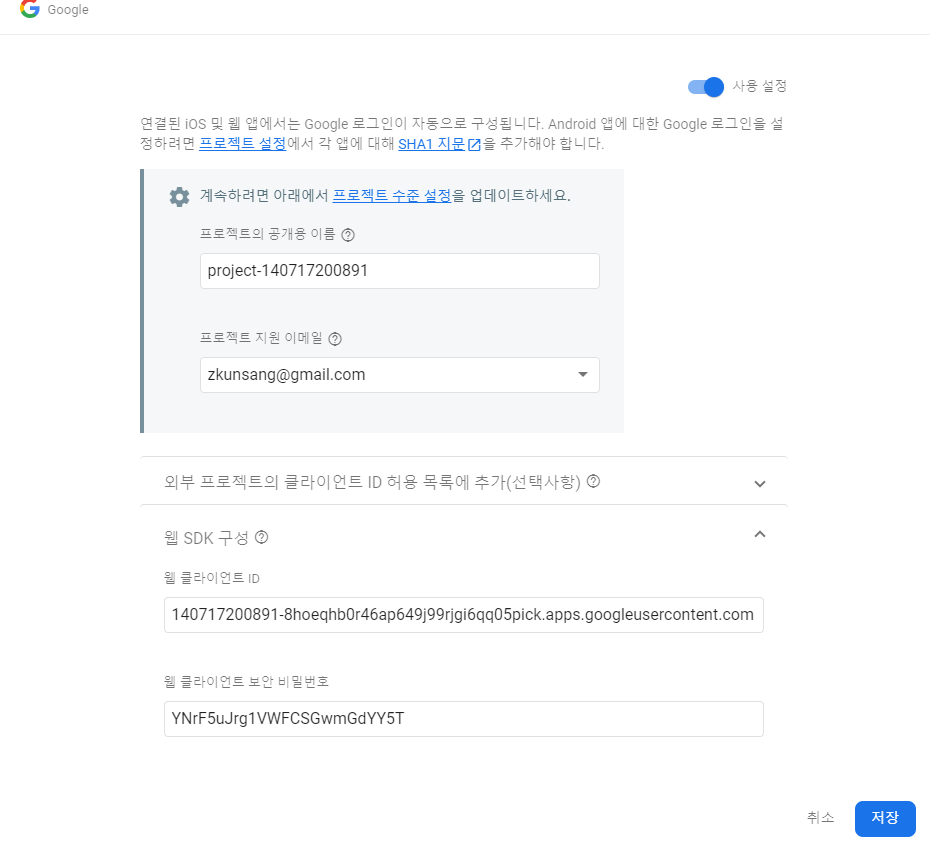 Google
사용 설정
연결된 iOS 및 웹 앱에서는 Google 로그인이 자동으로 구성됩니다. Android 앱에 대한 Google 로그인을 설
정하려면 프로젝트 설정에서 각 앱에 대해 SHA1 지문을 추가해야 합니다.
계속하려면 아래에서 프로젝트 수준 설정을 업데이트하세요.
프로젝트의 공개용 이름
project-140717200891
프로젝트 지원 이메일
zkunsang@gmail.com
외부 프로젝트의 클라이언트 ID 허용 목록에 추가(선택사항)
웹 SDK 구성
웹 클라이언트 ID
140717200891-8hoeqhb0r46ap649j99rjgi6qq05pick.apps.googleusercontent.com
웹 클라이언트 보안 비밀번호
YNrF5uJrg1VWFCSGwmGdYY5T
취소
저장